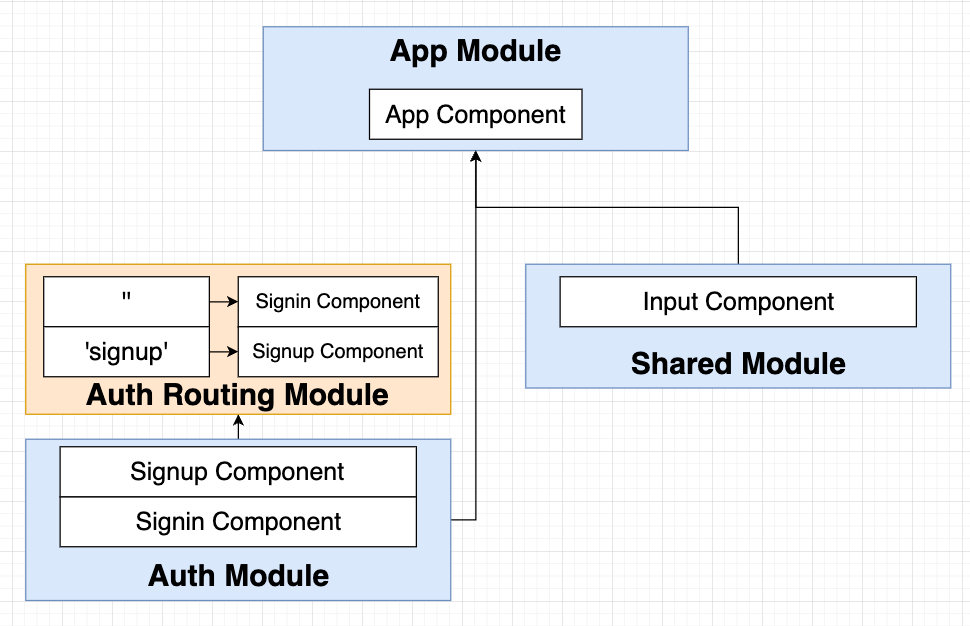 App Module
App Component
'' Signin Component
'signup' Signup Component
Auth Routing Module
Input Component
Shared Module
Signup Component
Signin Component
Auth Module